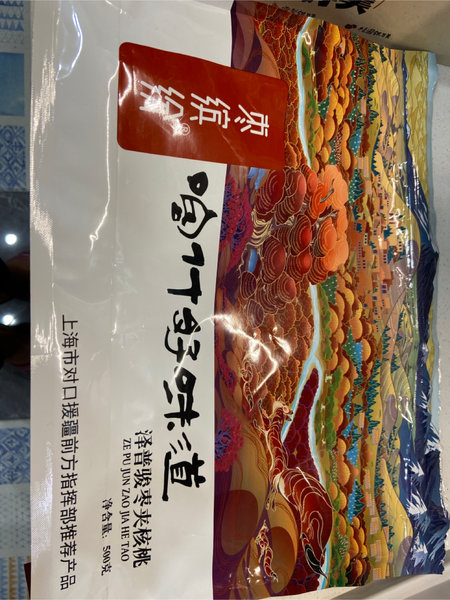 枣缤纷®
喀什好味道
泽普骏枣夹核桃
ZE PU JUN ZAO JIA HE TAO
净含量: 500克
上海市对口援疆前方指挥部推荐产品